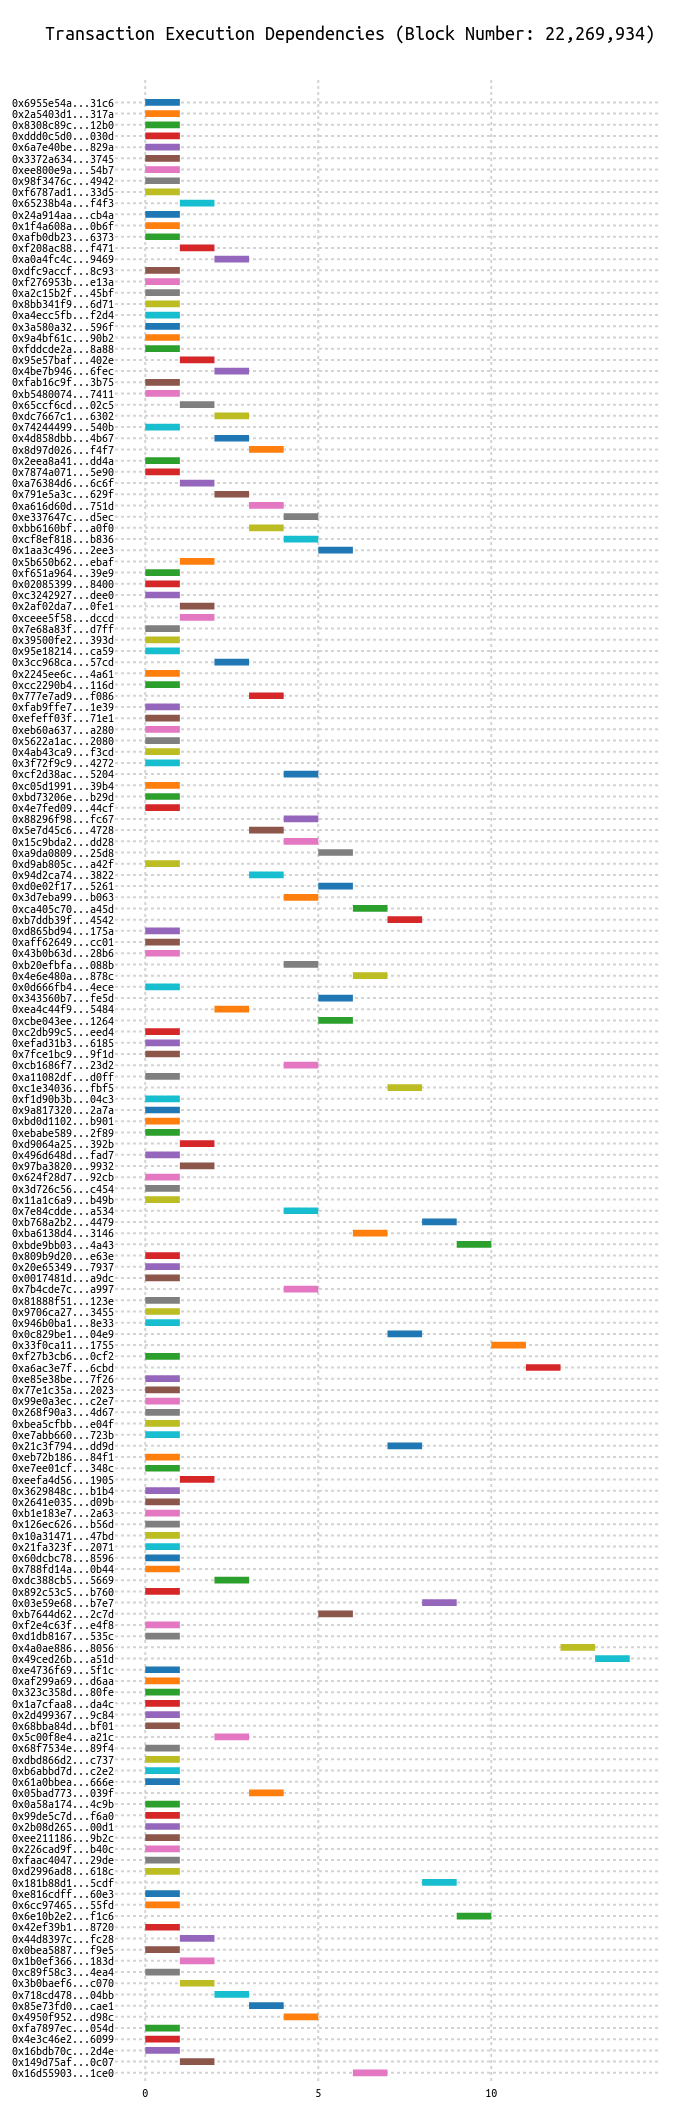 Transaction Execution Dependencies (Block Number: 22,269,934)
0x6955e54a...31c6
0x2a5403d1...317a
0x8308c89c...12b0
0xddd0c5d0...030d
0x6a7e40be...829a
0x3372a634...3745
0xee800e9a...54b7
0x98f3476c...4942
0xf6787ad1...33d5
0x65238b4a...f4f3
0x24a914aa...cb4a
0x1f4a608a...0b6f
0xafb0db23...6373
0xf208ac88...f471
0xa0a4fc4c...9469
0xdfc9accf...8c93
0xf276953b...e13a
0xa2c15b2f...45bf
0x8bb341f9...6d71
0xa4ecc5fb...f2d4
0x3a580a32...596f
0x9a4bf61c...90b2
0xfddcde2a...8a88
0x95e57baf...402e
0x4be7b946...6fec
0xfab16c9f...3b75
0xb5480074...7411
0x65ccf6cd...02c5
0xdc7667c1...6302
0x74244499...540b
0x4d858dbb...4b67
0x8d97d026...f4f7
0x2eea8a41...dd4a
0x7874a071...5e90
0xa76384d6...6c6f
0x791e5a3c...629f
0xa616d60d...751d
0xe337647c...d5ec
0xbb6160bf...a0f0
0xcf8ef818...b836
0x1aa3c496...2ee3
0x5b650b62...ebaf
0xf651a964...39e9
0x02085399...8400
0xc3242927...dee0
0x2af02da7...0fe1
0xceee5f58...dccd
0x7e68a83f...d7ff
0x39500fe2...393d
0x95e18214...ca59
0x3cc968ca...57cd
0x2245ee6c...4a61
0xcc2290b4...116d
0x777e7ad9...f086
0xfab9ffe7...1e39
0xefeff03f...71e1
0xeb60a637...a280
0x5622a1ac...2080
0x4ab43ca9...f3cd
0x3f72f9c9...4272
0xcf2d38ac...5204
0xc05d1991...39b4
0xbd73206e...b29d
0x4e7fed09...44cf
0x88296f98...fc67
0x5e7d45c6...4728
0x15c9bda2...dd28
0xa9da0809...25d8
0xd9ab805c...a42f
0x94d2ca74...3822
0xd0e02f17...5261
0x3d7eba99...b063
0xca405c70...a45d
0xb7ddb39f...4542
0xd865bd94...175a
0xaff62649...cc01
0x43b0b63d...28b6
0xb20efbfa...088b
0x4e6e480a...878c
0x0d666fb4...4ece
0x343560b7...fe5d
0xea4c44f9...5484
0xcbe043ee...1264
0xc2db99c5...eed4
0xefad31b3...6185
0x7fce1bc9...9f1d
0xcb1686f7...23d2
0xa11082df...d0ff
0xc1e34036...fbf5
0xf1d90b3b...04c3
0x9a817320...2a7a
0xbd0d1102...b901
0xebabe589...2f89
0xd9064a25...392b
0x496d648d...fad7
0x97ba3820...9932
0x624f28d7...92cb
0x3d726c56...c454
0x11a1c6a9...b49b
0x7e84cdde...a534
0xb768a2b2...4479
0xba6138d4...3146
0xbde9bb03...4a43
0x809b9d20...e63e
0x20e65349...7937
0x0017481d...a9dc
0x7b4cde7c...a997
0x81888f51...123e
0x9706ca27...3455
0x946b0ba1...8e33
0x0c829be1...04e9
0x33f0ca11...1755
0xf27b3cb6...0cf2
0xa6ac3e7f...6cbd
0xe85e38be...7f26
0x77e1c35a...2023
0x99e0a3ec...c2e7
0x268f90a3...4d67
0xbea5cfbb...e04f
0xe7abb660...723b
0x21c3f794...dd9d
0xeb72b186...84f1
0xe7ee01cf...348c
0xeefa4d56...1905
0x3629848c...b1b4
0x2641e035...d09b
0xb1e183e7...2a63
0x126ec626...b56d
0x10a31471...47bd
0x21fa323f...2071
0x60dcbc78...8596
0x788fd14a...0b44
0xdc388cb5...5669
0x892c53c5...b760
0x03e59e68...b7e7
0xb7644d62...2c7d
0xf2e4c63f...e4f8
0xd1db8167...535c
0x4a0ae886...8056
0x49ced26b...a51d
0xe4736f69...5f1c
0xaf299a69...d6aa
0x323c358d...80fe
0x1a7cfaa8...da4c
0x2d499367...9c84
0x68bba84d...bf01
0x5c00f8e4...a21c
0x68f7534e...89f4
0xdbd866d2...c737
0xb6abbd7d...c2e2
0x61a0bbea...666e
0x05bad773...039f
0x0a58a174...4c9b
0x99de5c7d...f6a0
0x2b08d265...00d1
0xee211186...9b2c
0x226cad9f...b40c
0xfaac4047...29de
0xd2996ad8...618c
0x181b88d1...5cdf
0xe816cdff...60e3
0x6cc97465...55fd
0x6e10b2e2...f1c6
0x42ef39b1...8720
0x44d8397c...fc28
0x0bea5887...f9e5
0x1b0ef366...183d
0xc89f58c3...4ea4
0x3b0baef6...c070
0x718cd478...04bb
0x85e73fd0...cae1
0x4950f952...d98c
0xfa7897ec...054d
0x4e3c46e2...6099
0x16bdb70c...2d4e
0x149d75af...0c07
0x16d55903...1ce0
0 5 10